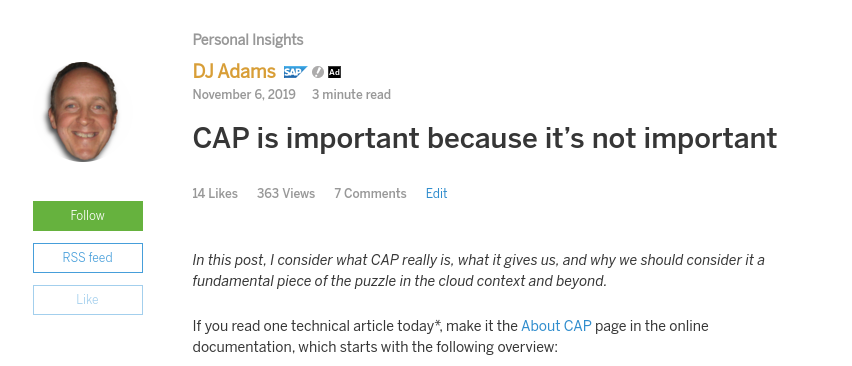 Personal Insights
DJ Adams SAP Ad
November 6, 2019 3 minute read
CAP is important because it's not important
14 Likes 363 Views 7 Comments Edit
Follow
RSS feed
Like
In this post, I consider what CAP really is, what it gives us, and why we should consider it a
fundamental piece of the puzzle in the cloud context and beyond.
If you read one technical article today*, make it the About CAP page in the online
documentation, which starts with the following overview: